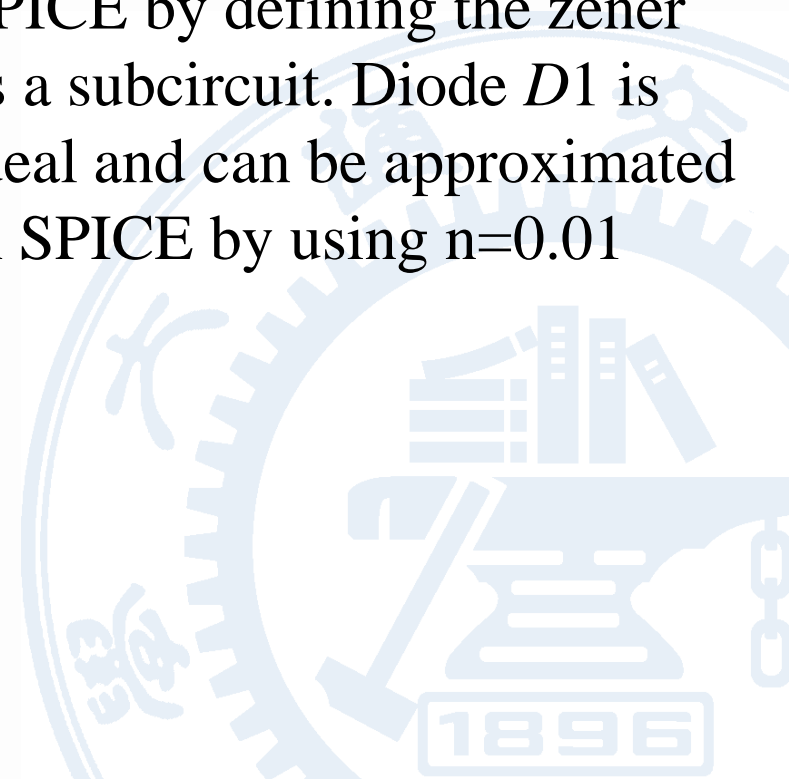 PICE by defining the zener
s a subcircuit. Diode D1 is
eal and can be approximated
SPICE by using n=0.01
1896